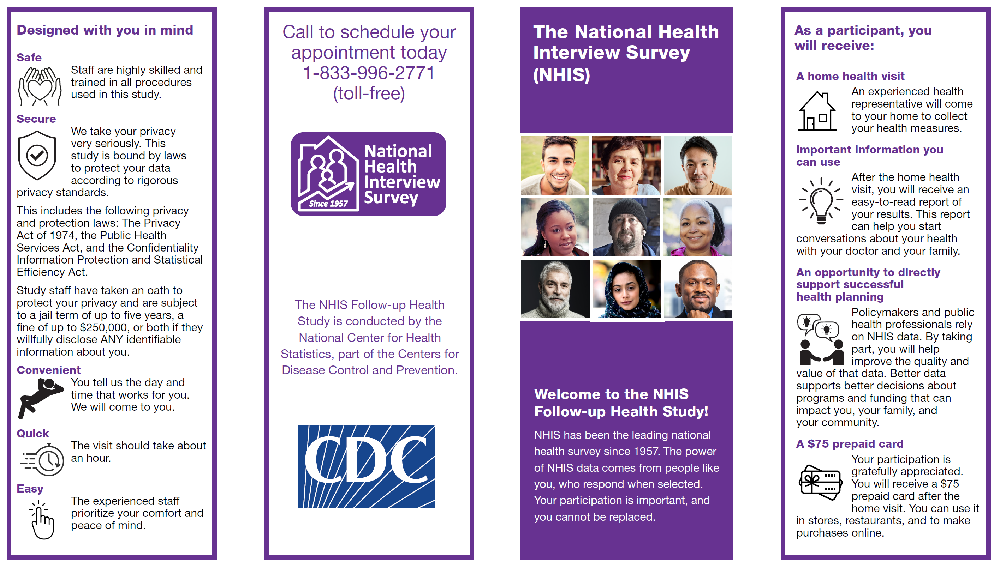 Designed with you in mind
Safe
Staff are highly skilled and
trained in all procedures
used in this study.
Secure
We take your privacy
very seriously. This
study is bound by laws
to protect your data
according to rigorous
privacy standards.
This includes the following privacy
and protection laws: The Privacy
Act of 1974, the Public Health
Services Act, and the Confidentiality
Information Protection and Statistical
Efficiency Act.
Study staff have taken an oath to
protect your privacy and are subject
to a jail term of up to five years, a
fine of up to $250,000, or both if they
willfully disclose ANY identifiable
information about you.
Convenient
You tell us the day and
time that works for you.
We will come to you.
Quick
The visit should take about
an hour.
Easy
The experienced staff
prioritize your comfort and
peace of mind.
Call to schedule your
appointment today
1-833-996-2771
(toll-free)
National
Health
Interview
Survey
Since 1957
The NHIS Follow-up Health
Study is conducted by the
National Center for Health
Statistics, part of the Centers for
Disease Control and Prevention.
CDC
The National Health
Interview Survey
(NHIS)
Welcome to the NHIS
Follow-up Health Study!
NHIS has been the leading national
health survey since 1957. The power
of NHIS data comes from people like
you, who respond when selected.
Your participation is important, and
you cannot be replaced.
As a participant, you
will receive:
A home health visit
An experienced health
representative will come
to your home to collect
your health measures.
Important information you
can use
After the home health
visit, you will receive an
easy-to-read report of
your results. This report
can help you start
conversations about your health
with your doctor and your family.
An opportunity to directly
support successful
health planning
Policymakers and public
health professionals rely
on NHIS data. By taking
part, you will help
improve the quality and
value of that data. Better data
supports better decisions about
programs and funding that can
impact you, your family, and
your community.
A $75 prepaid card
Your participation is
gratefully appreciated.
You will receive a $75
prepaid card after the
home visit. You can use it
in stores, restaurants, and to make
purchases online.